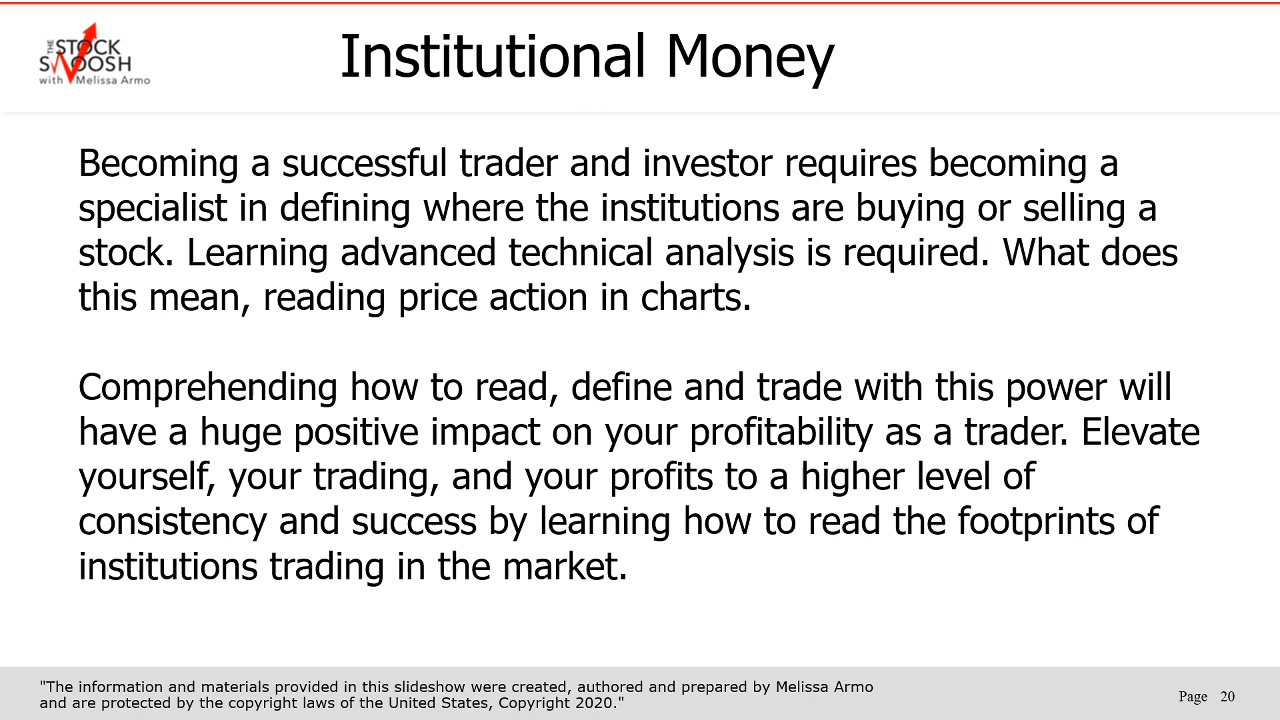 THE STOCK
SWOOSH
with Melissa Armo
Institutional Money
Becoming a successful trader and investor requires becoming a
specialist in defining where the institutions are buying or selling a
stock. Learning advanced technical analysis is required. What does
this mean, reading price action in charts.
Comprehending how to read, define and trade with this power will
have a huge positive impact on your profitability as a trader. Elevate
yourself, your trading, and your profits to a higher level of
consistency and success by learning how to read the footprints of
institutions trading in the market.
"The information and materials provided in this slideshow were created, authored and prepared by Melissa Armo
and are protected by the copyright laws of the United States, Copyright 2020."
Page 20